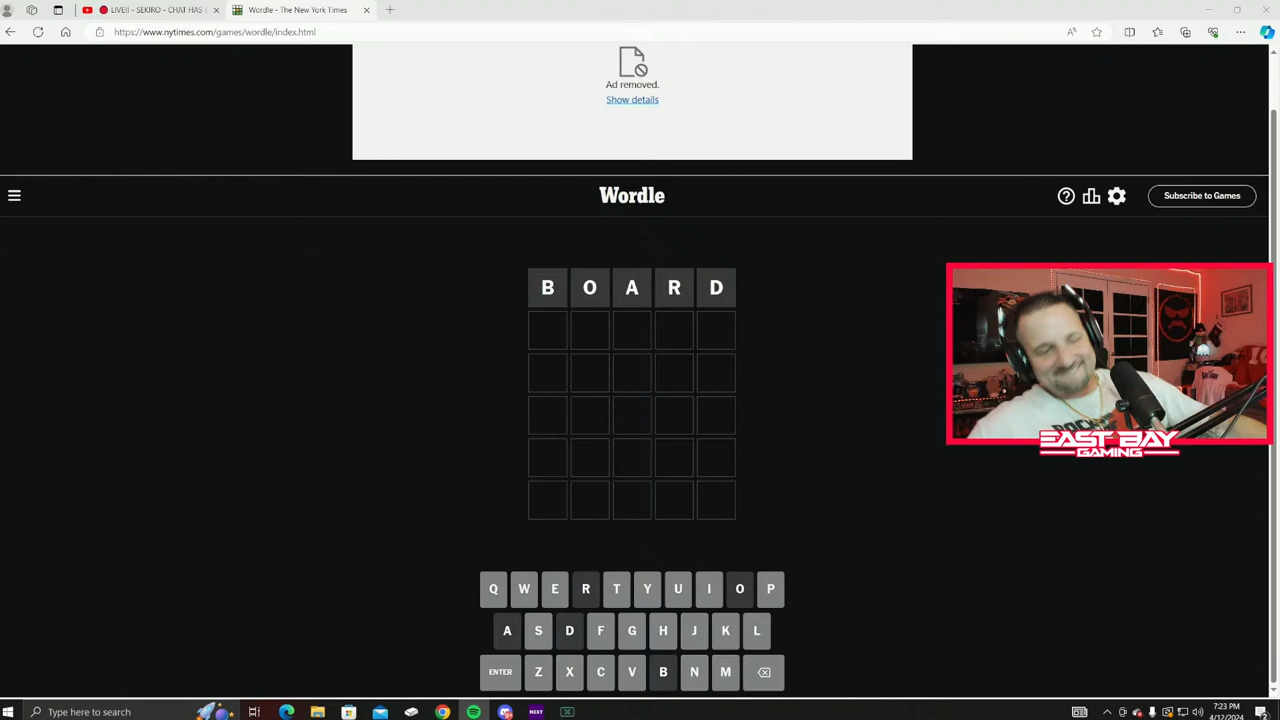 LIVE!! - SEKIRO - CHAT HAS
Wordle - The New York Times
https://www.nytimes.com/games/wordle/index.html
Ad removed.
Show details
Wordle
Subscribe to Games
B O A R D
EAST BAY
GAMING
Q W E R T Y U I O P
A S D F G H J K L
ENTER Z X C V B N M
Type here to search
NEXT
7:23 PM
4/12/2024